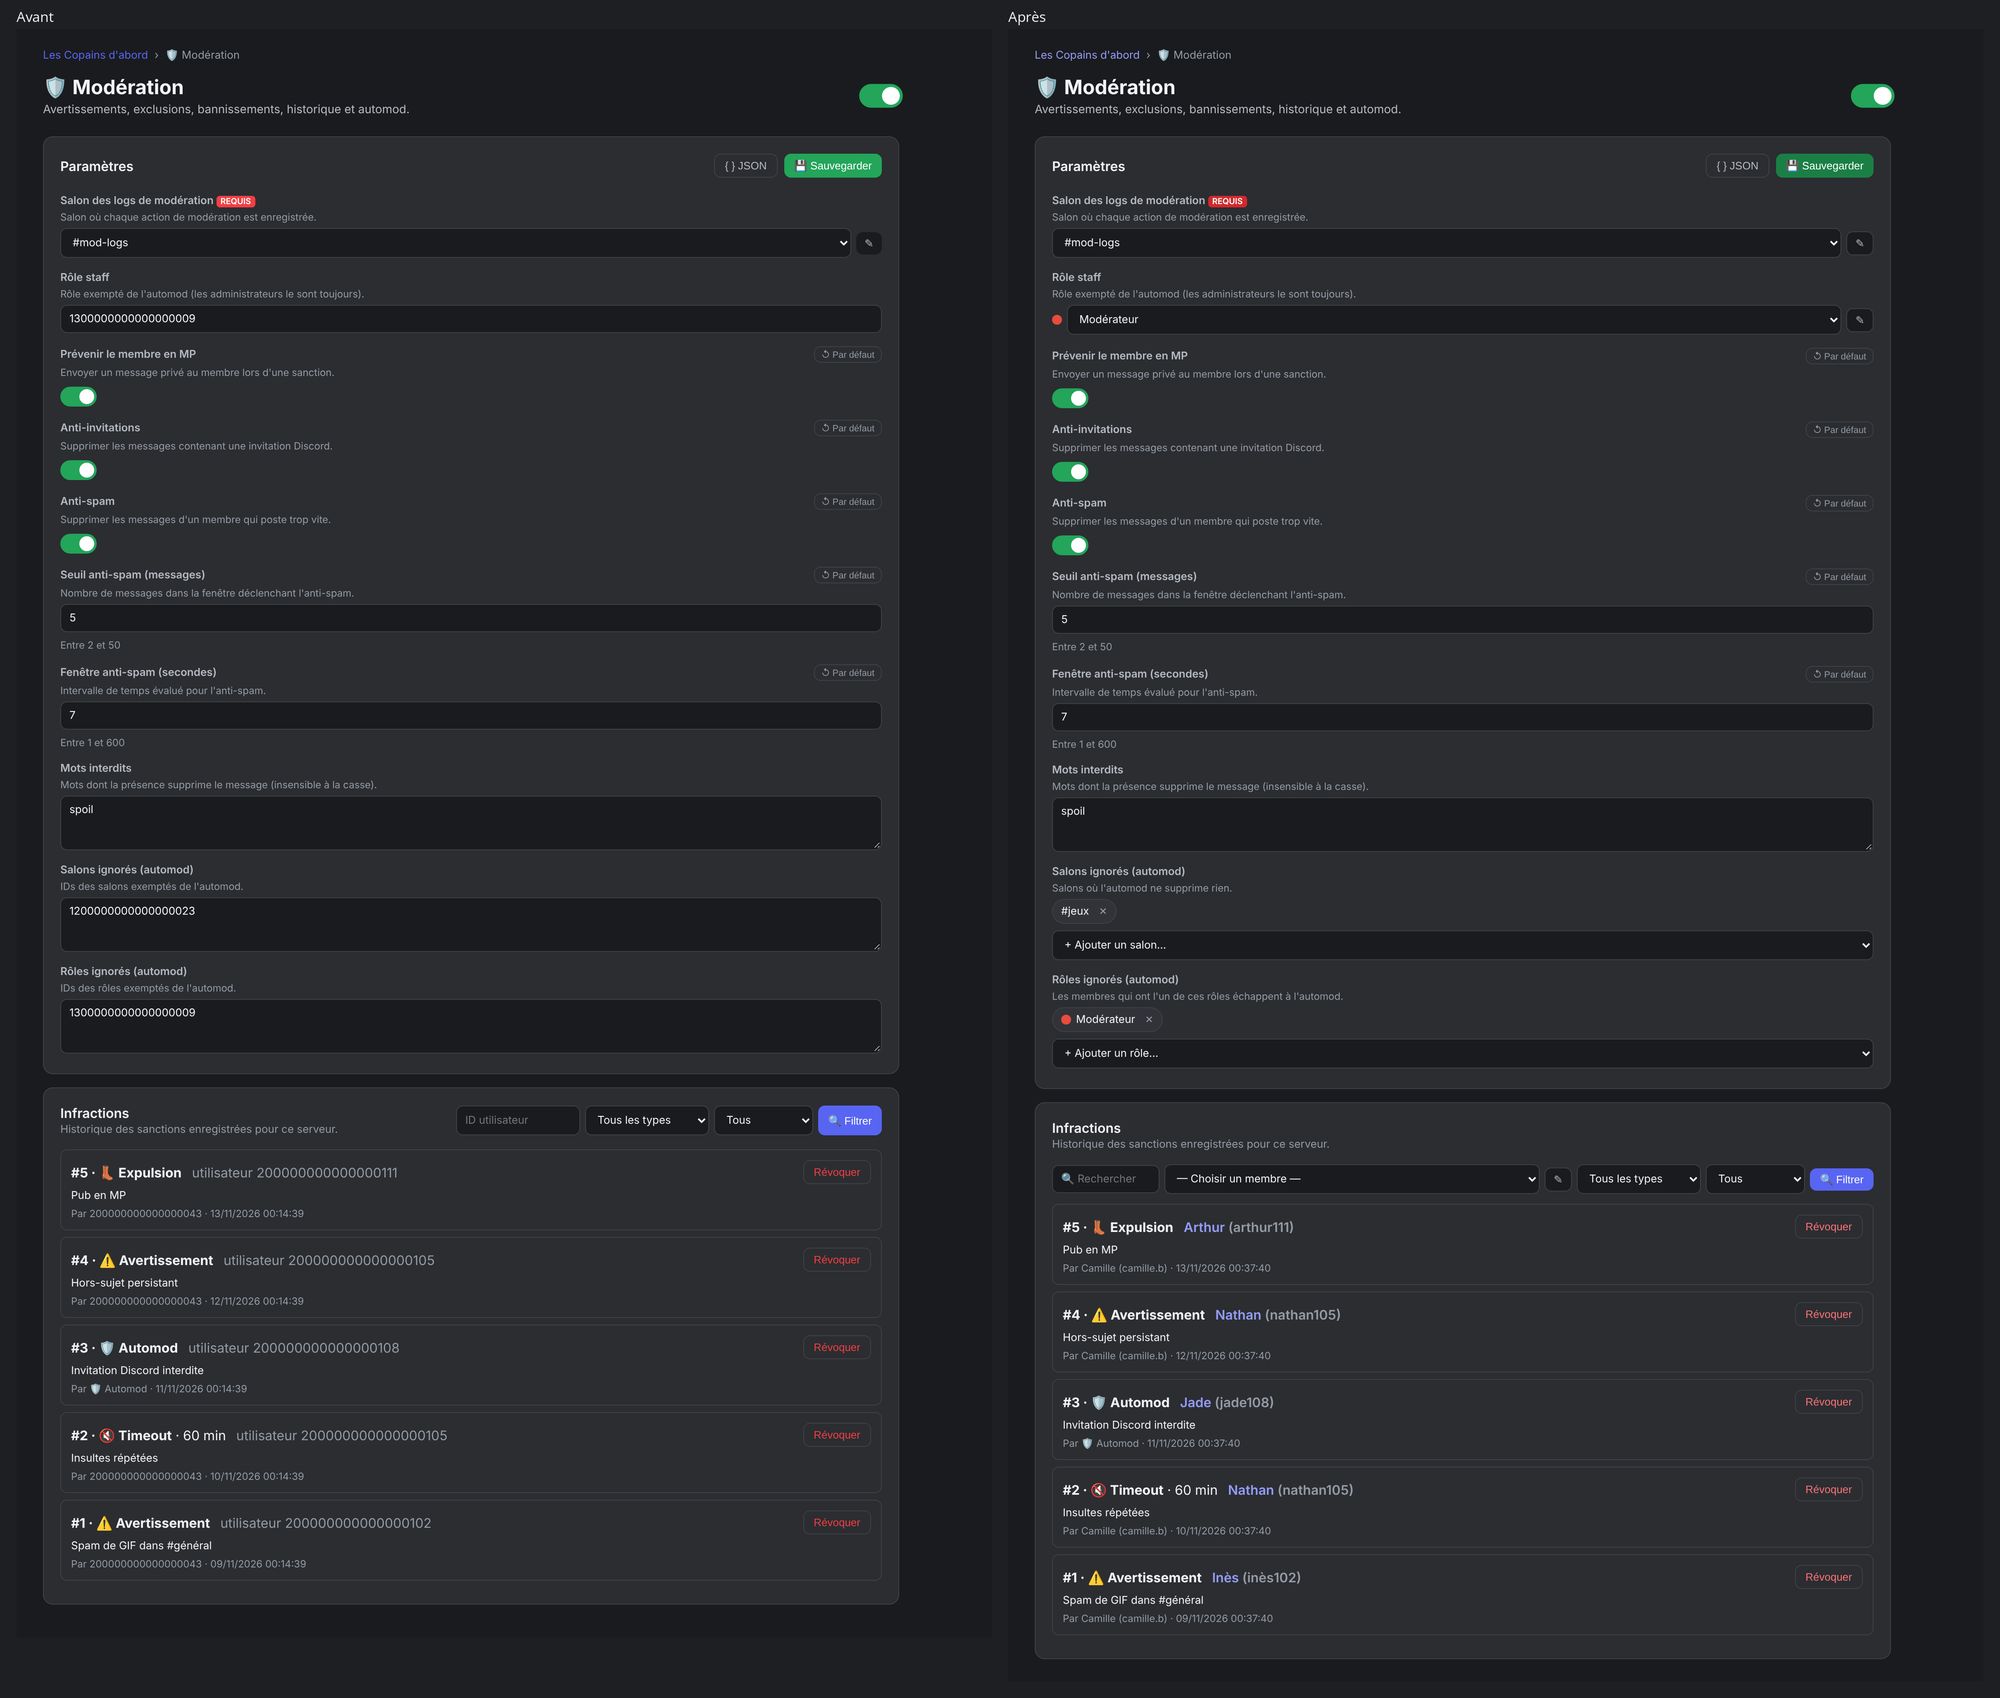 Avant
Les Copains d'abord › 🛡️ Modération
🛡️ Modération
Avertissements, exclusions, bannissements, historique et automod.
Paramètres
{ } JSON
💾 Sauvegarder
Salon des logs de modération REQUIS
Salon où chaque action de modération est enregistrée.
#mod-logs
✎
Rôle staff
Rôle exempté de l'automod (les administrateurs le sont toujours).
1300000000000000009
Prévenir le membre en MP
↺ Par défaut
Envoyer un message privé au membre lors d'une sanction.
Anti-invitations
↺ Par défaut
Supprimer les messages contenant une invitation Discord.
Anti-spam
↺ Par défaut
Supprimer les messages d'un membre qui poste trop vite.
Seuil anti-spam (messages)
↺ Par défaut
Nombre de messages dans la fenêtre déclenchant l'anti-spam.
5
Entre 2 et 50
Fenêtre anti-spam (secondes)
↺ Par défaut
Intervalle de temps évalué pour l'anti-spam.
7
Entre 1 et 600
Mots interdits
Mots dont la présence supprime le message (insensible à la casse).
spoil
Salons ignorés (automod)
IDs des salons exemptés de l'automod.
1200000000000000023
Rôles ignorés (automod)
IDs des rôles exemptés de l'automod.
1300000000000000009
Infractions
Historique des sanctions enregistrées pour ce serveur.
ID utilisateur
Tous les types
Tous
🔍 Filtrer
#5 · 👢 Expulsion utilisateur 200000000000000111
Révoquer
Pub en MP
Par 200000000000000043 · 13/11/2026 00:14:39
#4 · ⚠️ Avertissement utilisateur 200000000000000105
Révoquer
Hors-sujet persistant
Par 200000000000000043 · 12/11/2026 00:14:39
#3 · 🛡️ Automod utilisateur 200000000000000108
Révoquer
Invitation Discord interdite
Par 🛡️ Automod · 11/11/2026 00:14:39
#2 · 🔇 Timeout · 60 min utilisateur 200000000000000105
Révoquer
Insultes répétées
Par 200000000000000043 · 10/11/2026 00:14:39
#1 · ⚠️ Avertissement utilisateur 200000000000000102
Révoquer
Spam de GIF dans #général
Par 200000000000000043 · 09/11/2026 00:14:39
Après
Les Copains d'abord › 🛡️ Modération
🛡️ Modération
Avertissements, exclusions, bannissements, historique et automod.
Paramètres
{ } JSON
💾 Sauvegarder
Salon des logs de modération REQUIS
Salon où chaque action de modération est enregistrée.
#mod-logs
✎
Rôle staff
Rôle exempté de l'automod (les administrateurs le sont toujours).
Modérateur
✎
Prévenir le membre en MP
↺ Par défaut
Envoyer un message privé au membre lors d'une sanction.
Anti-invitations
↺ Par défaut
Supprimer les messages contenant une invitation Discord.
Anti-spam
↺ Par défaut
Supprimer les messages d'un membre qui poste trop vite.
Seuil anti-spam (messages)
↺ Par défaut
Nombre de messages dans la fenêtre déclenchant l'anti-spam.
5
Entre 2 et 50
Fenêtre anti-spam (secondes)
↺ Par défaut
Intervalle de temps évalué pour l'anti-spam.
7
Entre 1 et 600
Mots interdits
Mots dont la présence supprime le message (insensible à la casse).
spoil
Salons ignorés (automod)
Salons où l'automod ne supprime rien.
#jeux ×
+ Ajouter un salon...
Rôles ignorés (automod)
Les membres qui ont l'un de ces rôles échappent à l'automod.
Modérateur ×
+ Ajouter un rôle...
Infractions
Historique des sanctions enregistrées pour ce serveur.
🔍 Rechercher
— Choisir un membre —
✎
Tous les types
Tous
🔍 Filtrer
#5 · 👢 Expulsion Arthur (arthur111)
Révoquer
Pub en MP
Par Camille (camille.b) · 13/11/2026 00:37:40
#4 · ⚠️ Avertissement Nathan (nathan105)
Révoquer
Hors-sujet persistant
Par Camille (camille.b) · 12/11/2026 00:37:40
#3 · 🛡️ Automod Jade (jade108)
Révoquer
Invitation Discord interdite
Par 🛡️ Automod · 11/11/2026 00:37:40
#2 · 🔇 Timeout · 60 min Nathan (nathan105)
Révoquer
Insultes répétées
Par Camille (camille.b) · 10/11/2026 00:37:40
#1 · ⚠️ Avertissement Inès (inès102)
Révoquer
Spam de GIF dans #général
Par Camille (camille.b) · 09/11/2026 00:37:40